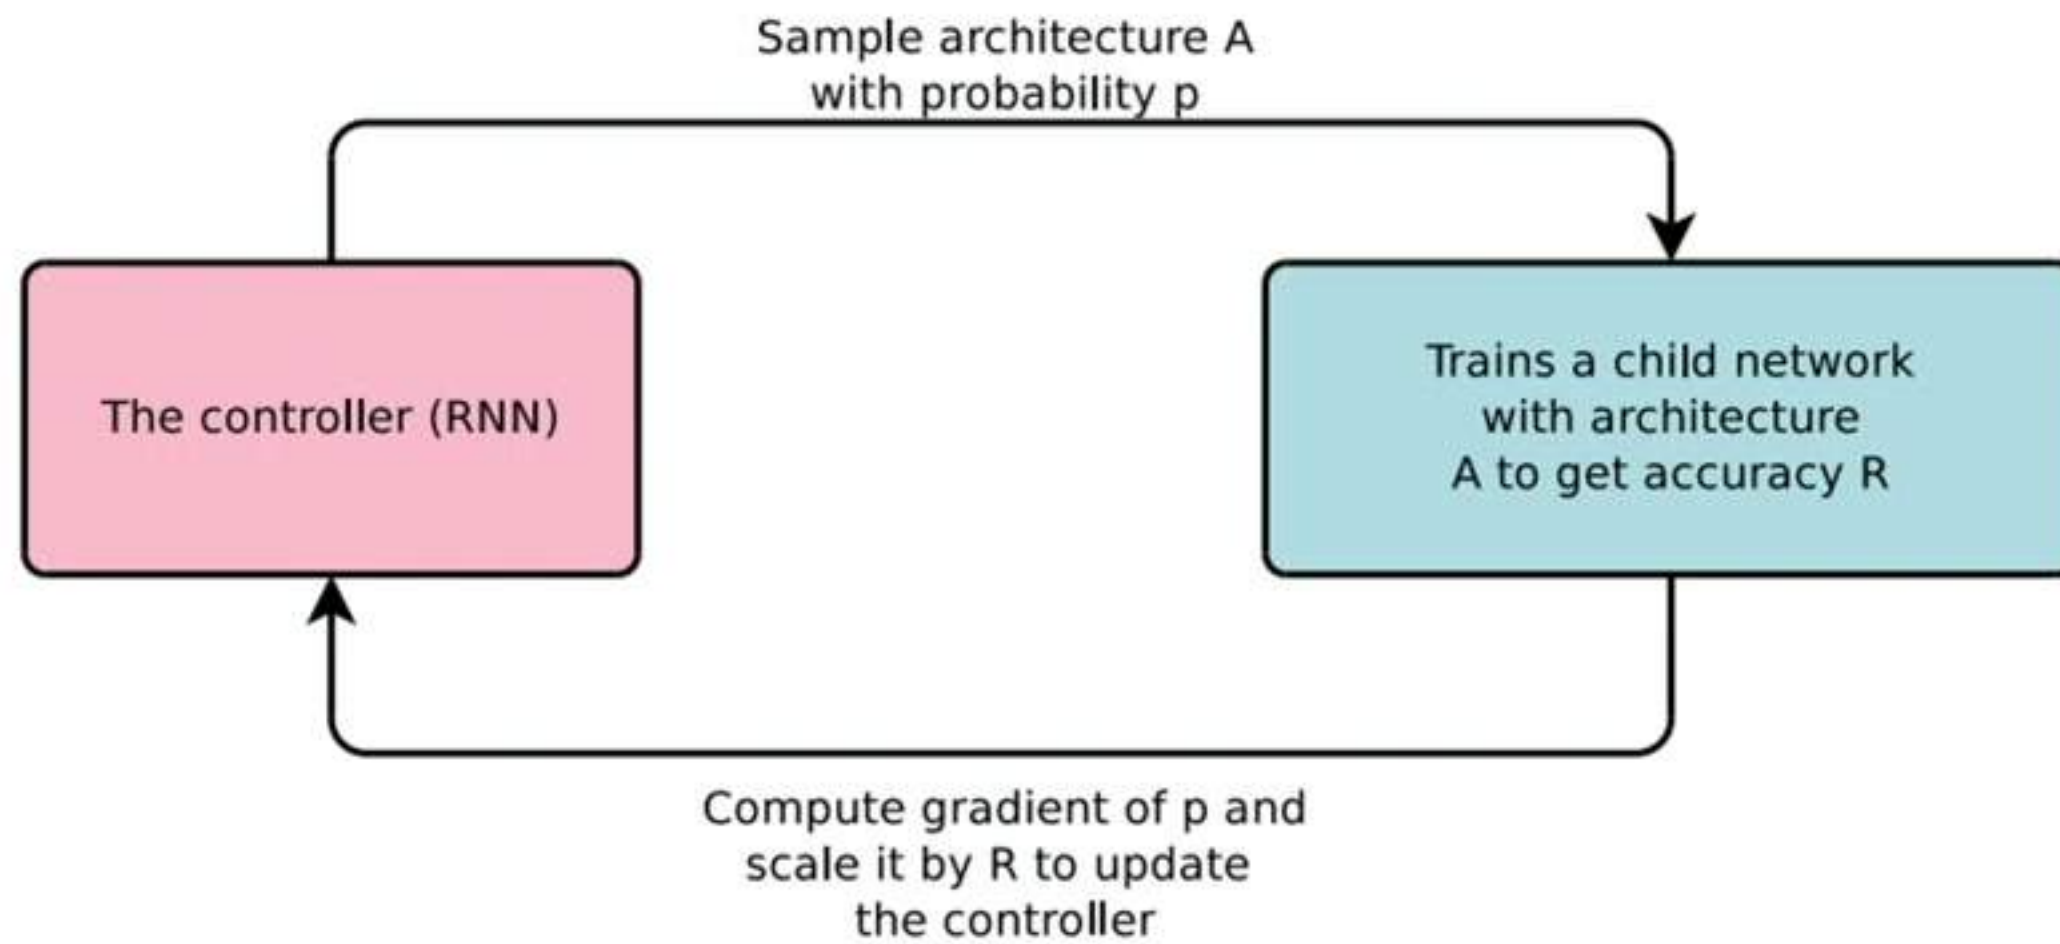 Sample architecture A
with probability p
The controller (RNN)
Trains a child network
with architecture
A to get accuracy R
Compute gradient of p and
scale it by R to update
the controller